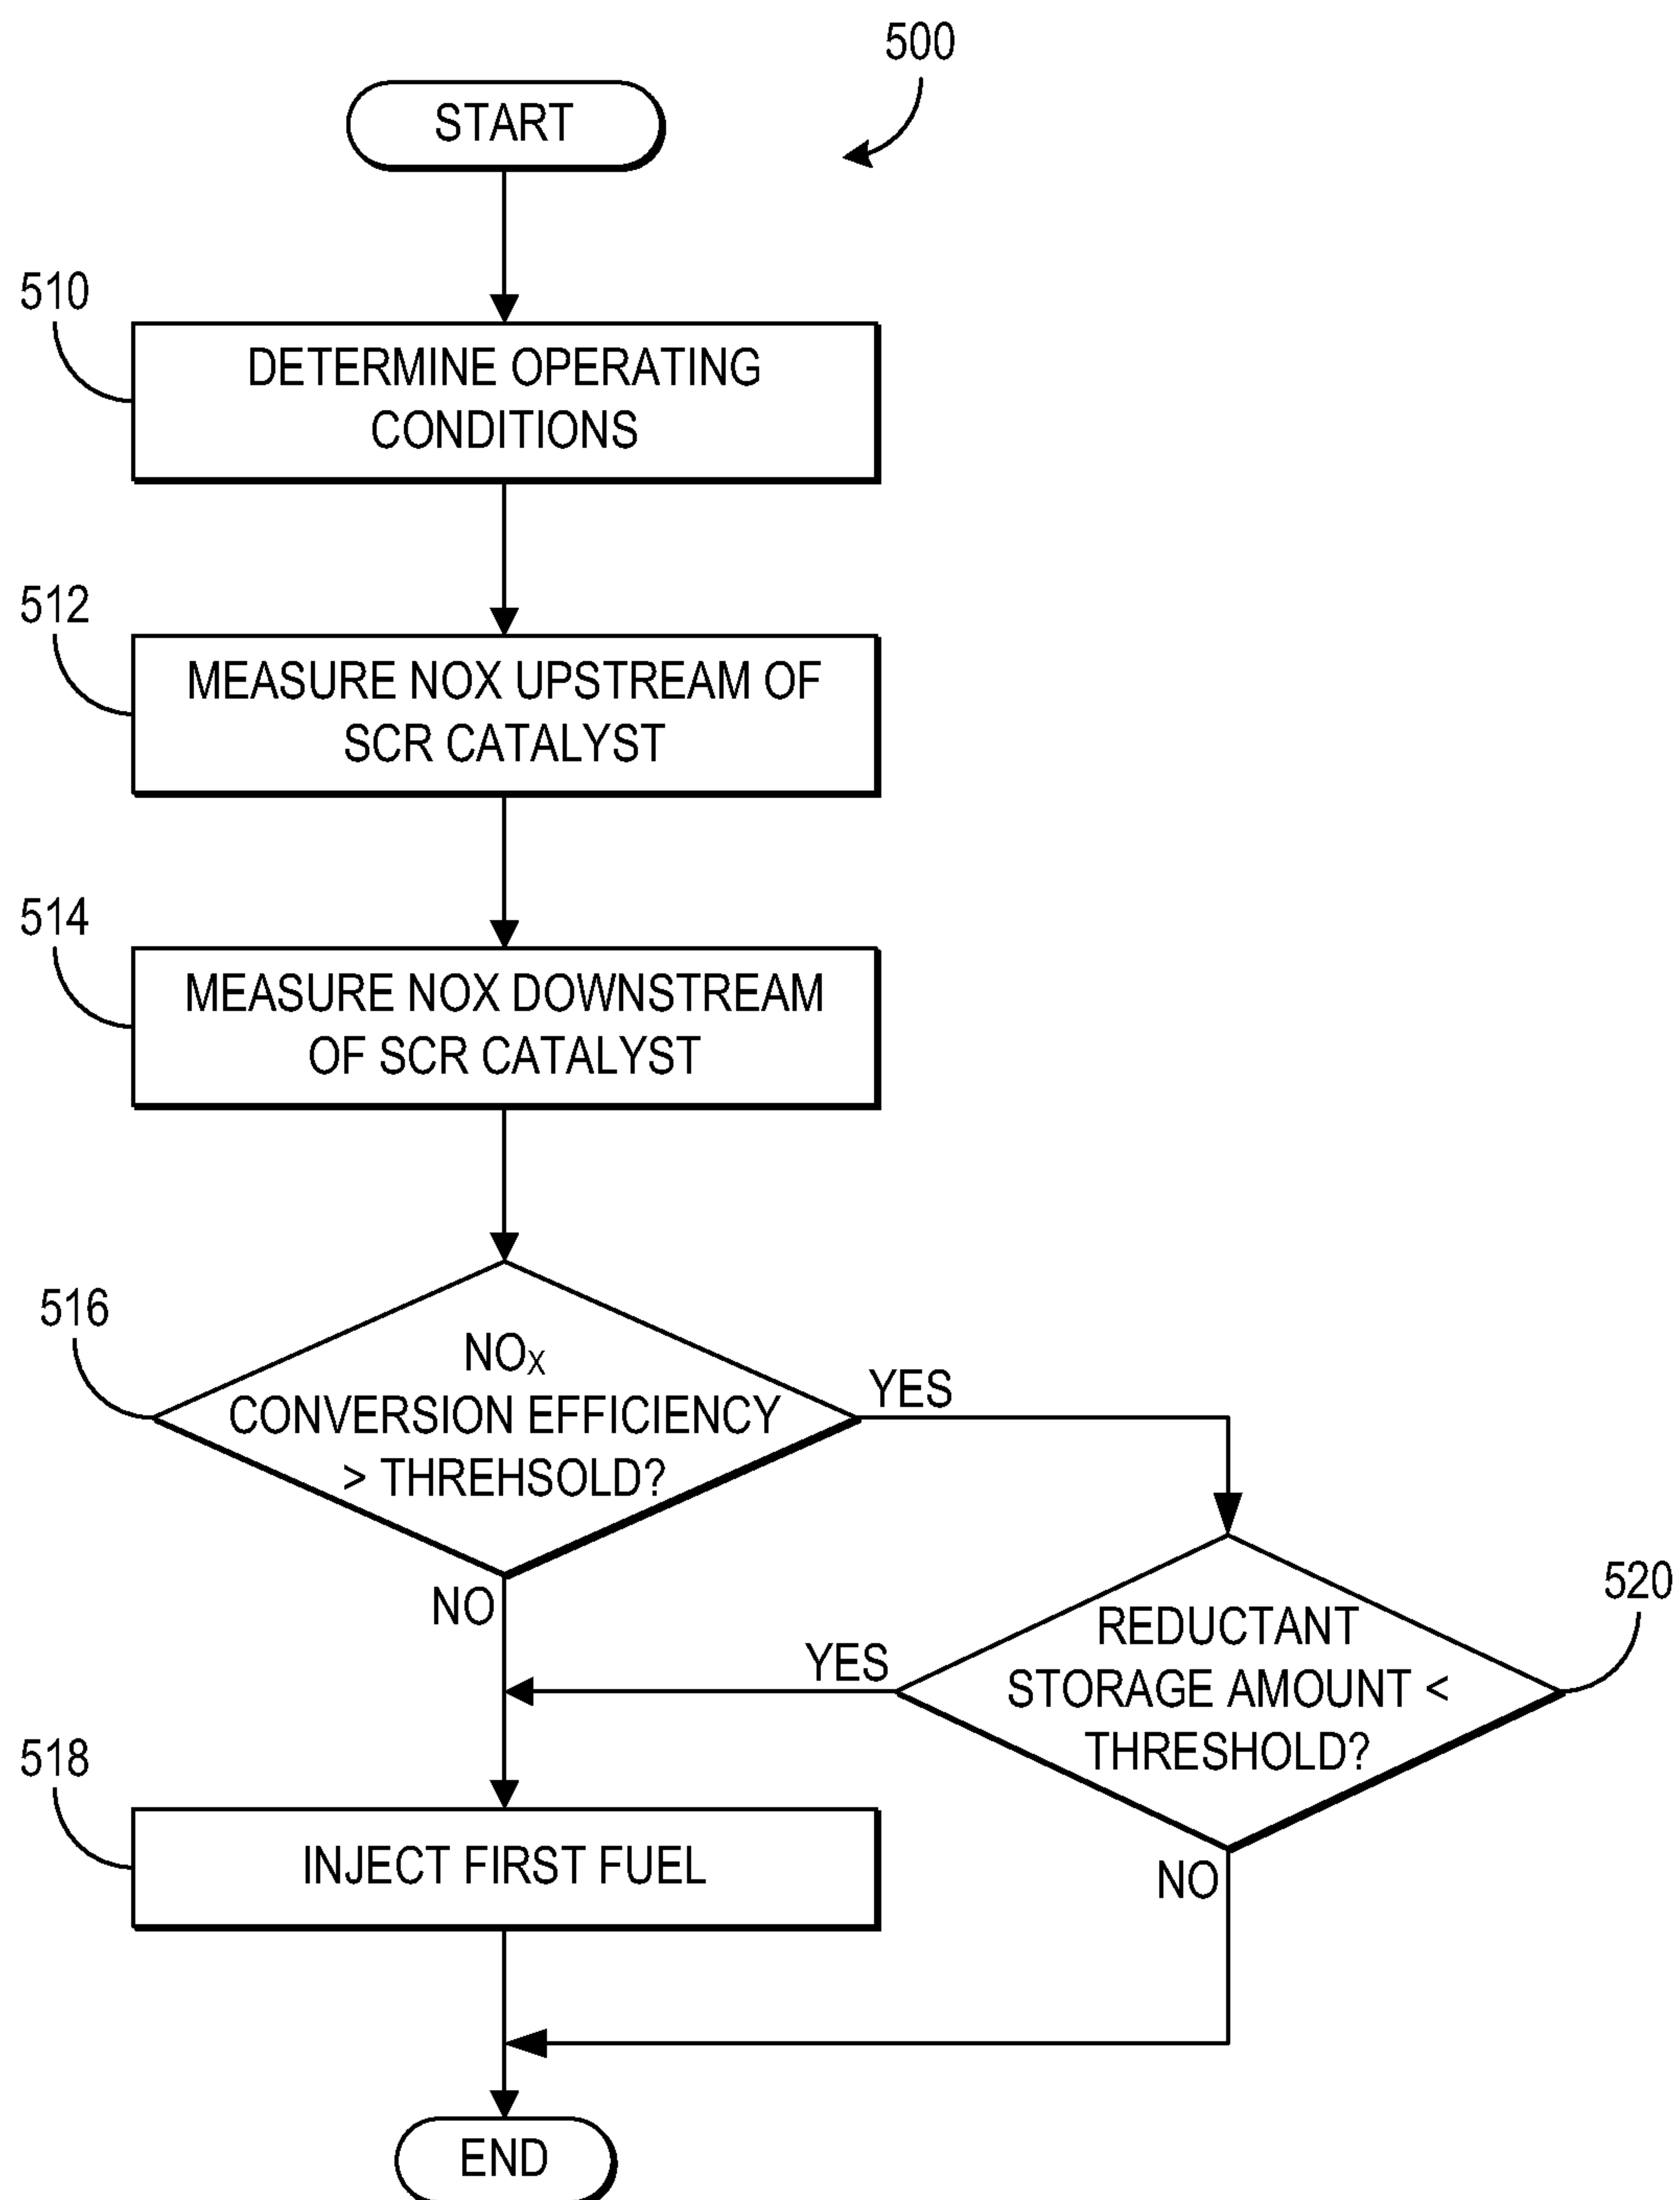 500
START
510
DETERMINE OPERATING
CONDITIONS
512
MEASURE NOX UPSTREAM OF
SCR CATALYST
514
MEASURE NOX DOWNSTREAM
OF SCR CATALYST
516
NOX
CONVERSION EFFICIENCY
> THREHSOLD?
YES
NO
520
REDUCTANT
STORAGE AMOUNT <
THRESHOLD?
YES
NO
518
INJECT FIRST FUEL
END